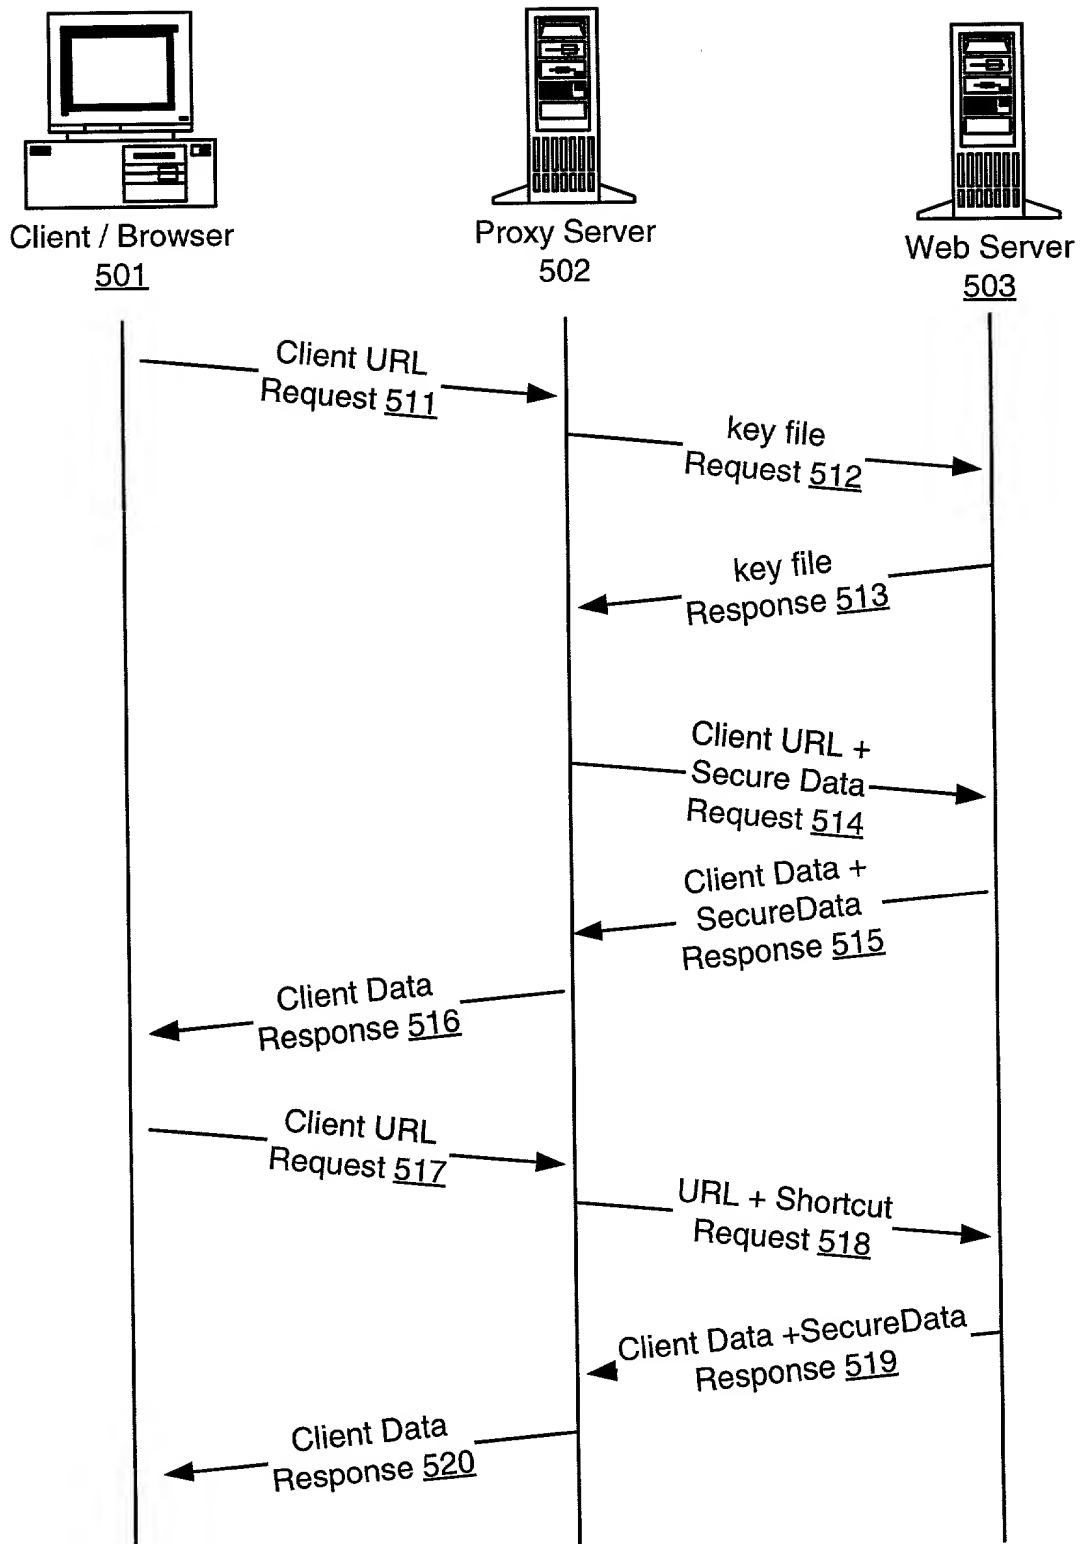 Client / Browser
501
Proxy Server
502
Web Server
503
Client URL
Request 511
key file
Request 512
key file
Response 513
Client URL +
Secure Data
Request 514
Client Data +
SecureData
Response 515
Client Data
Response 516
Client URL
Request 517
URL + Shortcut
Request 518
Client Data +SecureData
Response 519
Client Data
Response 520